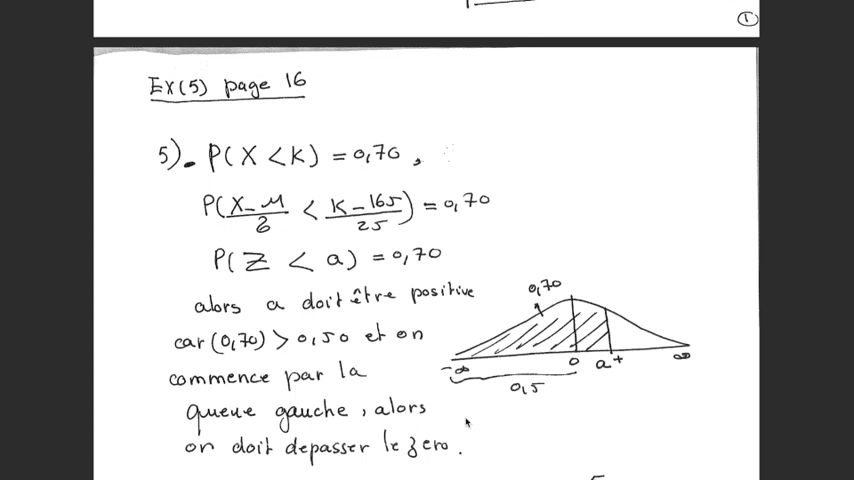 ①
Ex(5) page 16
5). P(X < K) = 0,70,
P(X-μ/σ < K-165/25) = 0,70
P(Z < a) = 0,70
alors a doit être positive
car (0,70) > 0,50 et on
commence par la
queue gauche, alors
on doit depasser le zero.
0,70
-∞ 0 a+ ∞
0,5